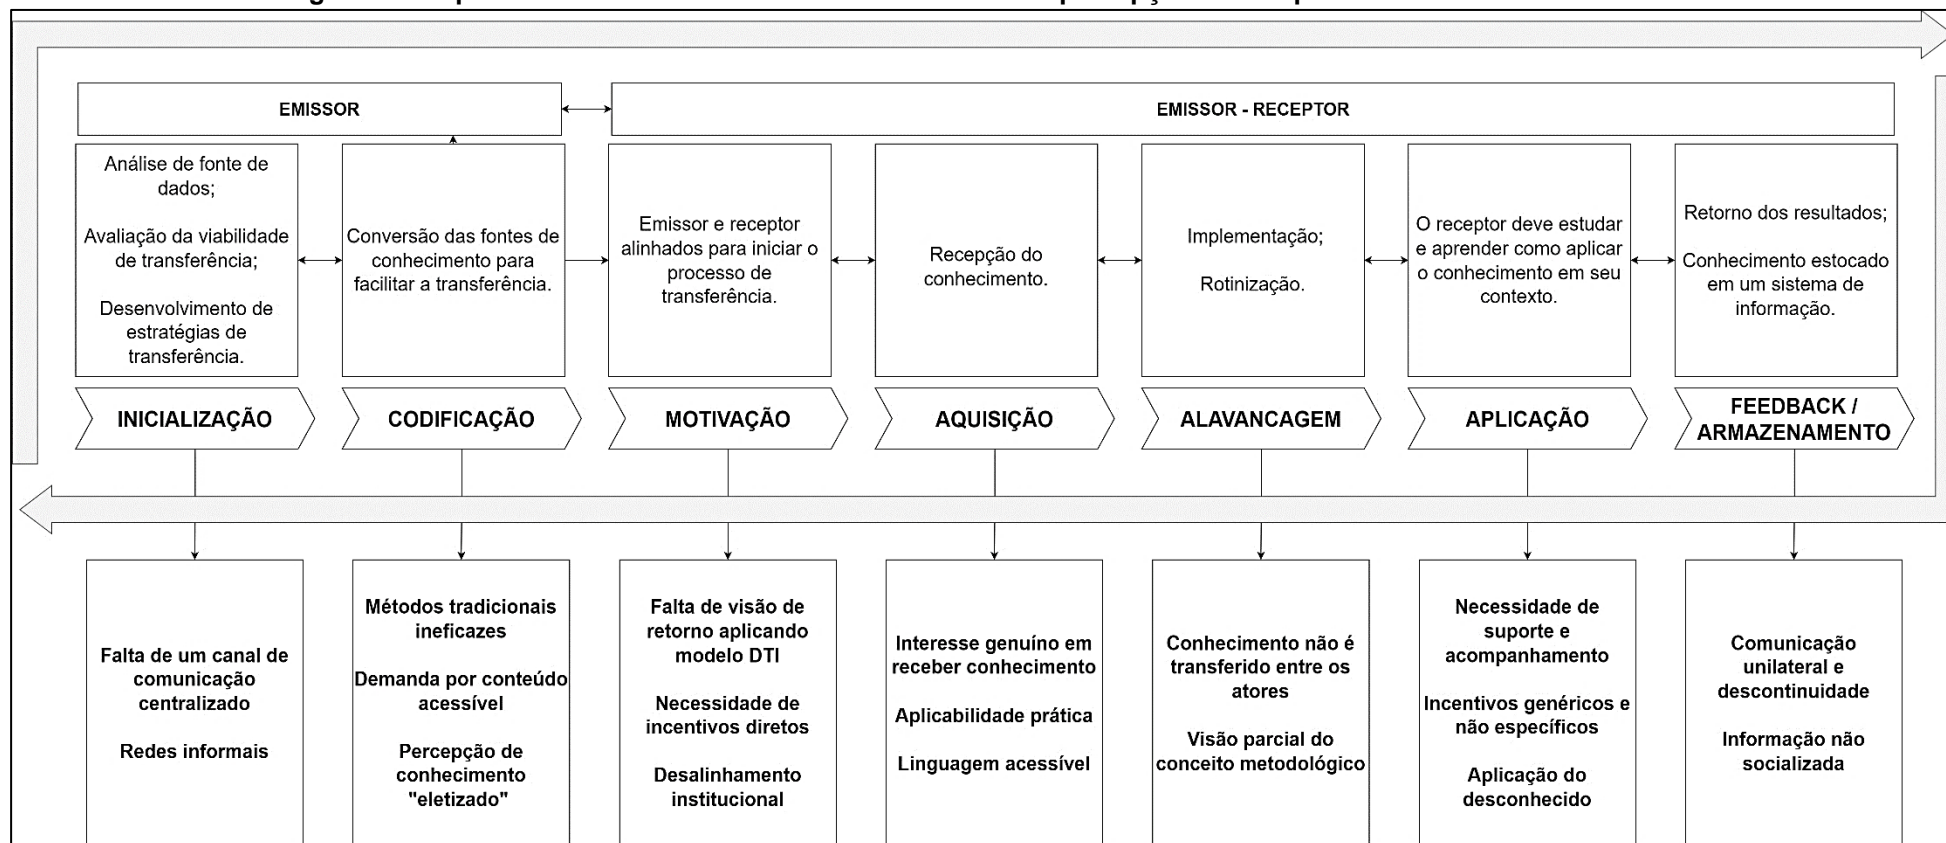 EMISSOR
EMISSOR - RECEPTOR
Análise de fonte de
dados;
Avaliação da viabilidade
de transferência;
Desenvolvimento de
estratégias de
transferência.
Conversão das fontes de
conhecimento para
facilitar a transferência.
Emissor e receptor
alinhados para iniciar o
processo de
transferência.
Recepção do
conhecimento.
Implementação;
Rotinização.
O receptor deve estudar
e aprender como aplicar
o conhecimento em seu
contexto.
Retorno dos resultados;
Conhecimento estocado
em um sistema de
informação.
INICIALIZAÇÃO
CODIFICAÇÃO
MOTIVAÇÃO
AQUISIÇÃO
ALAVANCAGEM
APLICAÇÃO
FEEDBACK /
ARMAZENAMENTO
Falta de um canal de
comunicação
centralizado
Redes informais
Métodos tradicionais
ineficazes
Demanda por conteúdo
acessível
Percepção de
conhecimento
"eletizado"
Falta de visão de
retorno aplicando
modelo DTI
Necessidade de
incentivos diretos
Desalinhamento
institucional
Interesse genuíno em
receber conhecimento
Aplicabilidade prática
Linguagem acessível
Conhecimento não é
transferido entre os
atores
Visão parcial do
conceito metodológico
Necessidade de
suporte e
acompanhamento
Incentivos genéricos e
não específicos
Aplicação do
desconhecido
Comunicação
unilateral e
descontinuidade
Informação não
socializada